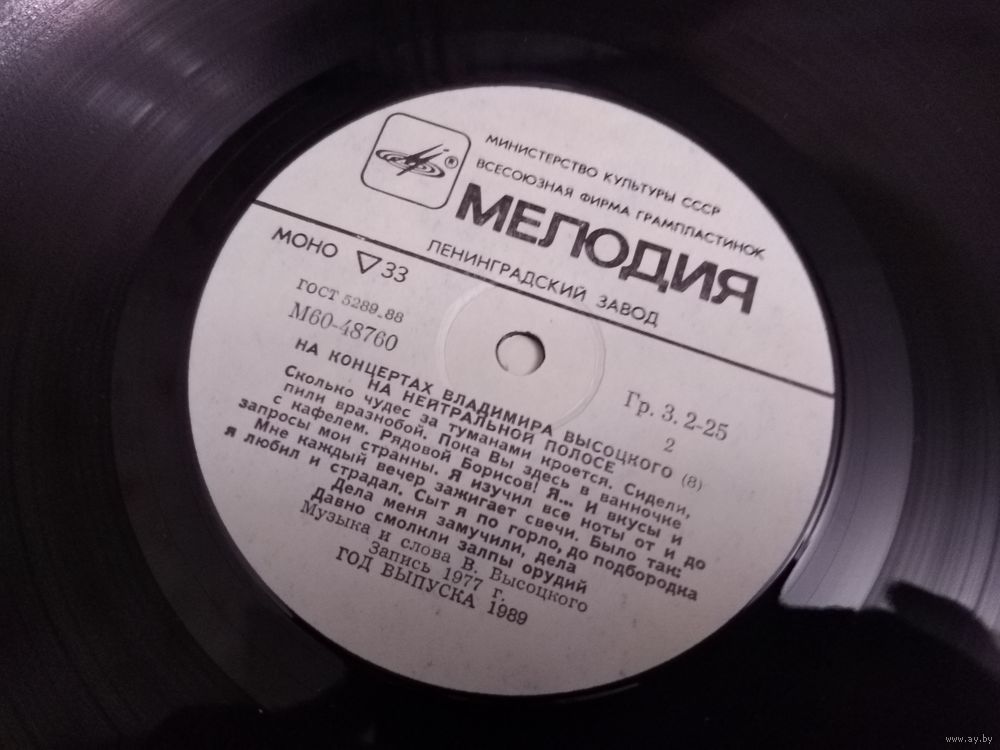 ®
МИНИСТЕРСТВО КУЛЬТУРЫ СССР
ВСЕСОЮЗНАЯ ФИРМА ГРАМПЛАСТИНОК
МЕЛОДИЯ
ЛЕНИНГРАДСКИЙ ЗАВОД
МОНО ▽33
ГОСТ 5289-88
М60-48760
Гр. 3. 2-25
2
НА КОНЦЕРТАХ ВЛАДИМИРА ВЫСОЦКОГО (8)
НА НЕЙТРАЛЬНОЙ ПОЛОСЕ
Сколько чудес за туманами кроется. Сидели,
пили вразнобой. Пока Вы здесь в ванночке
с кафелем. Рядовой Борисов! Я... И вкусы и
запросы мои странны. Я изучил все ноты от и до
Мне каждый вечер зажигает свечи. Было так:
я любил и страдал. Сыт я по горло, до подбородка
Дела меня замучили, дела
Давно смолкли залпы орудий
Музыка и слова В. Высоцкого
Запись 1977 г.
ГОД ВЫПУСКА 1989
www.ay.by